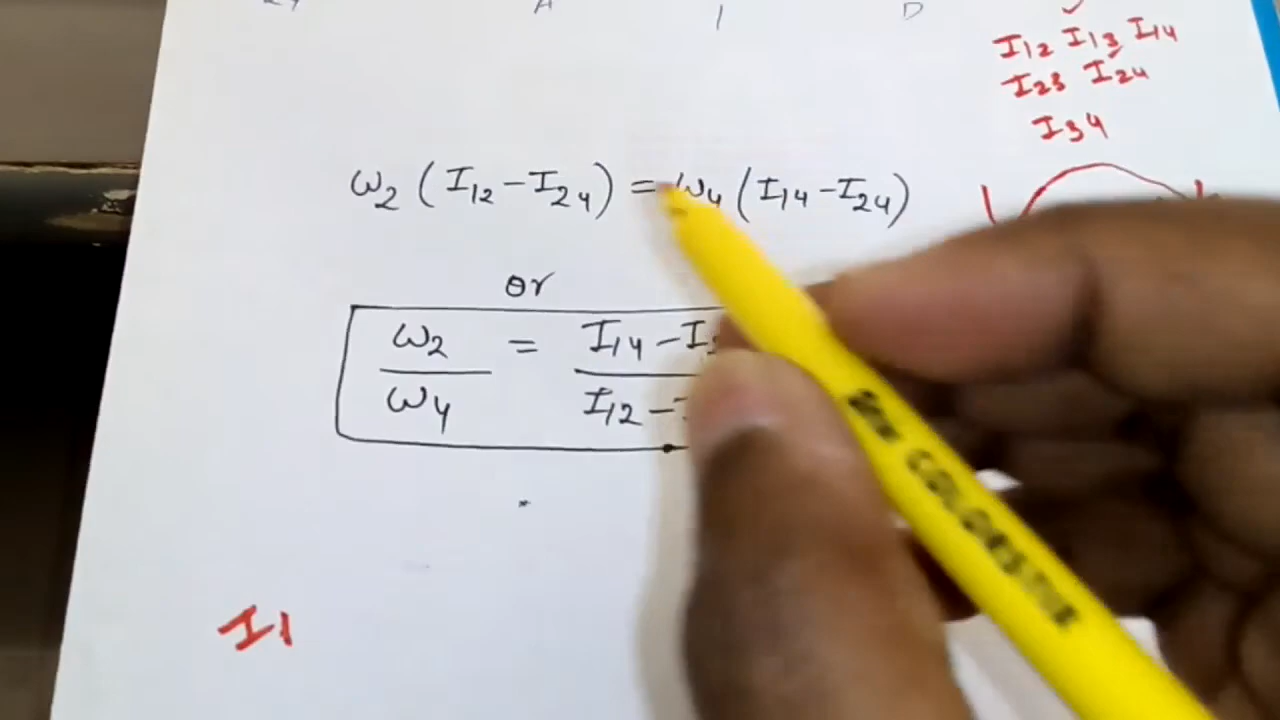 I12 I13 I14
I23 I24
I34
ω2 (I12 – I24) = ω4 (I14 – I24)
or
ω2 = I14 – I
ω4 I12 –
I1